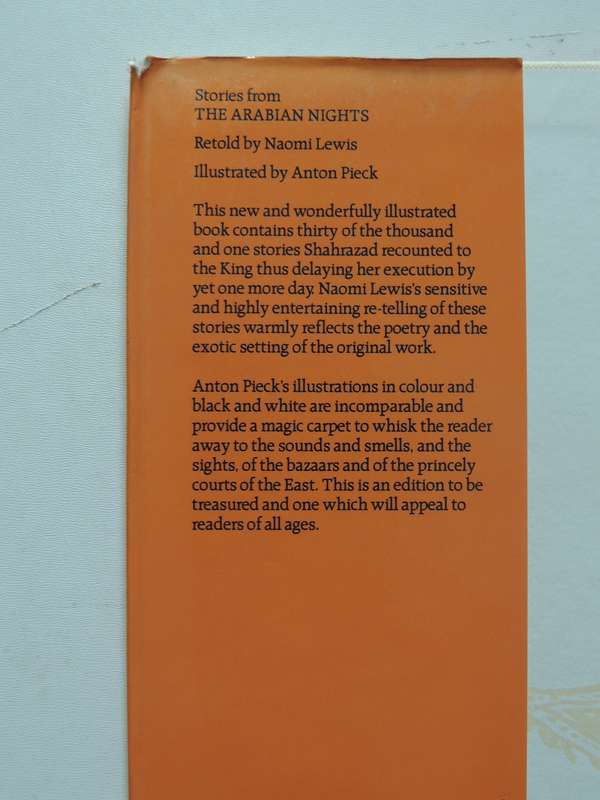 Stories from
THE ARABIAN NIGHTS
Retold by Naomi Lewis
Illustrated by Anton Pieck
This new and wonderfully illustrated
book contains thirty of the thousand
and one stories Shahrazad recounted to
the King thus delaying her execution by
yet one more day. Naomi Lewis's sensitive
and highly entertaining re-telling of these
stories warmly reflects the poetry and the
exotic setting of the original work.
Anton Pieck's illustrations in colour and
black and white are incomparable and
provide a magic carpet to whisk the reader
away to the sounds and smells, and the
sights, of the bazaars and of the princely
courts of the East. This is an edition to be
treasured and one which will appeal to
readers of all ages.